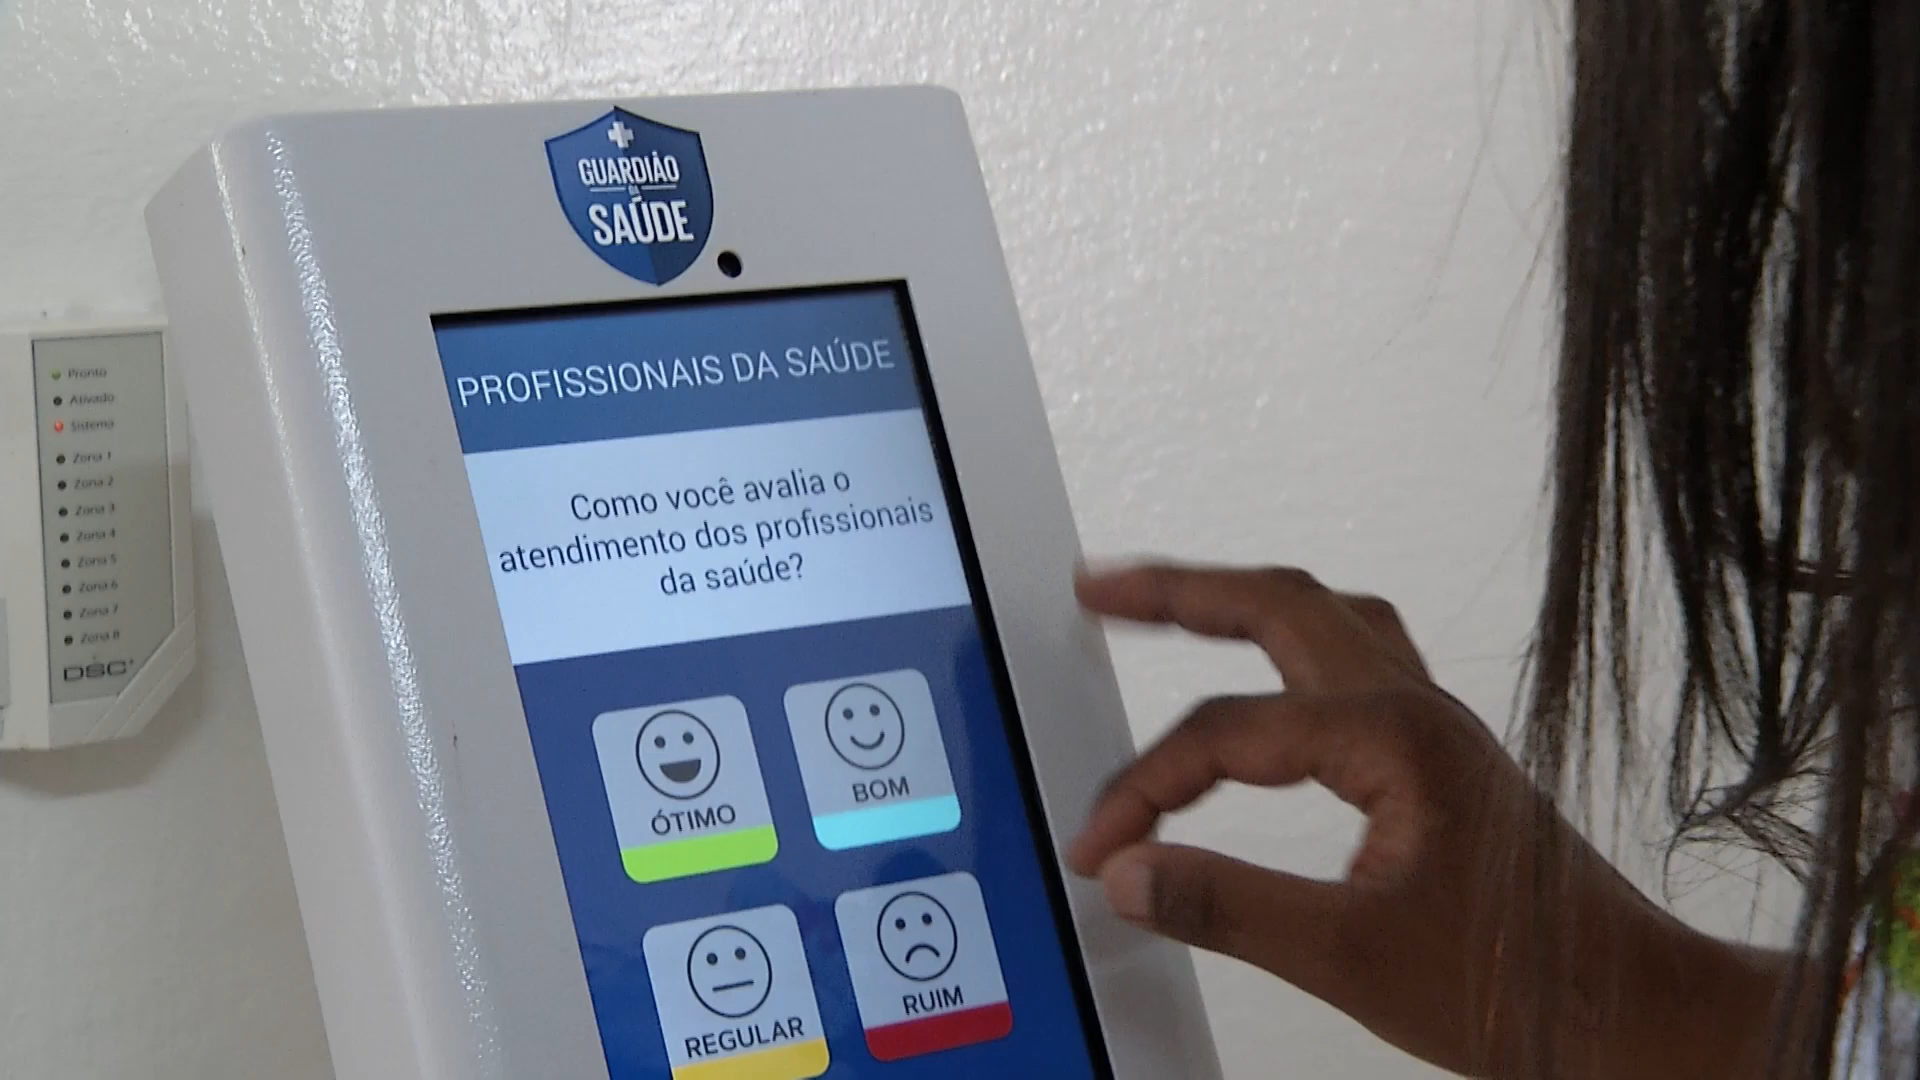 GUARDIÃO
DA
SAÚDE
PROFISSIONAIS DA SAÚDE
Como você avalia o
atendimento dos profissionais
da saúde?
ÓTIMO
BOM
REGULAR
RUIM
Pronto
Ativado
Sistema
Zona 1
Zona 2
Zona 3
Zona 4
Zona 5
Zona 6
Zona 7
Zona 8
DSC